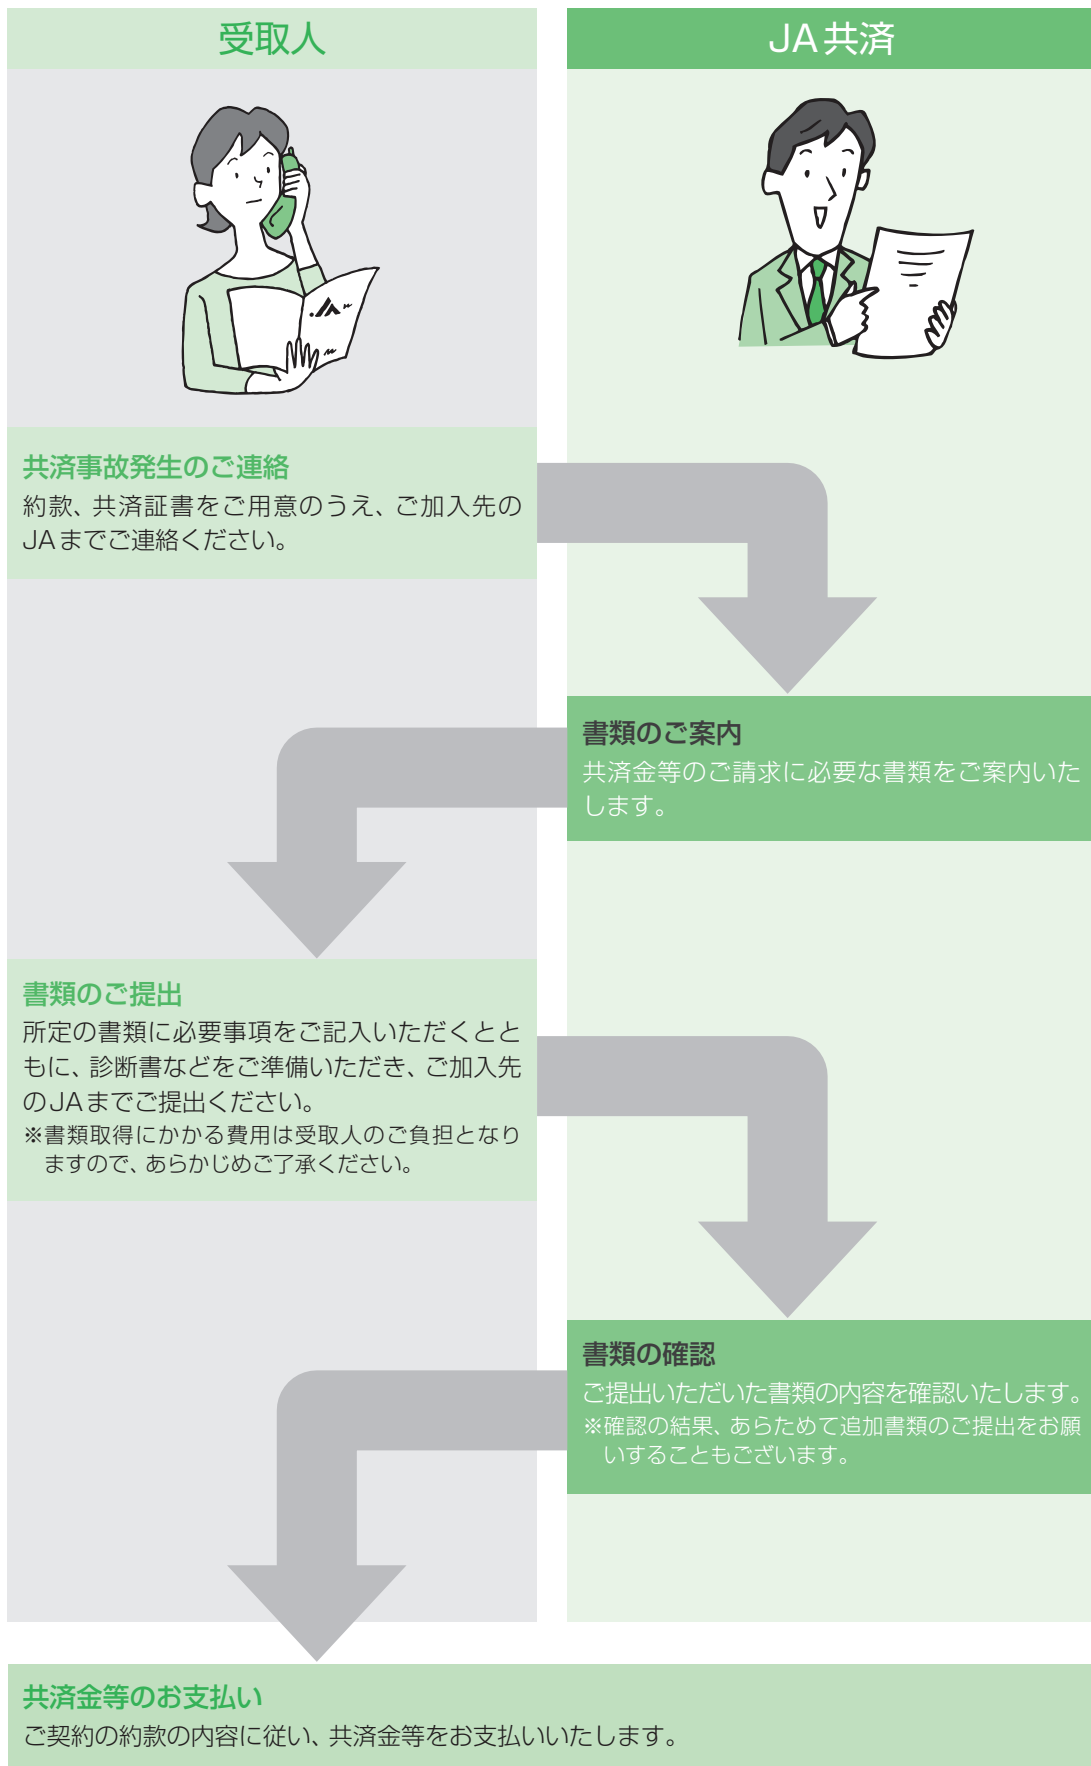 受取人
JA共済
共済事故発生のご連絡
約款、共済証書をご用意のうえ、ご加入先の
JAまでご連絡ください。
書類のご案内
共済金等のご請求に必要な書類をご案内いた
します。
書類のご提出
所定の書類に必要事項をご記入いただくとと
もに、診断書などをご準備いただき、ご加入先
のJAまでご提出ください。
※書類取得にかかる費用は受取人のご負担となり
ますので、あらかじめご了承ください。
書類の確認
ご提出いただいた書類の内容を確認いたします。
※確認の結果、あらためて追加書類のご提出をお願
いすることもございます。
共済金等のお支払い
ご契約の約款の内容に従い、共済金等をお支払いいたします。